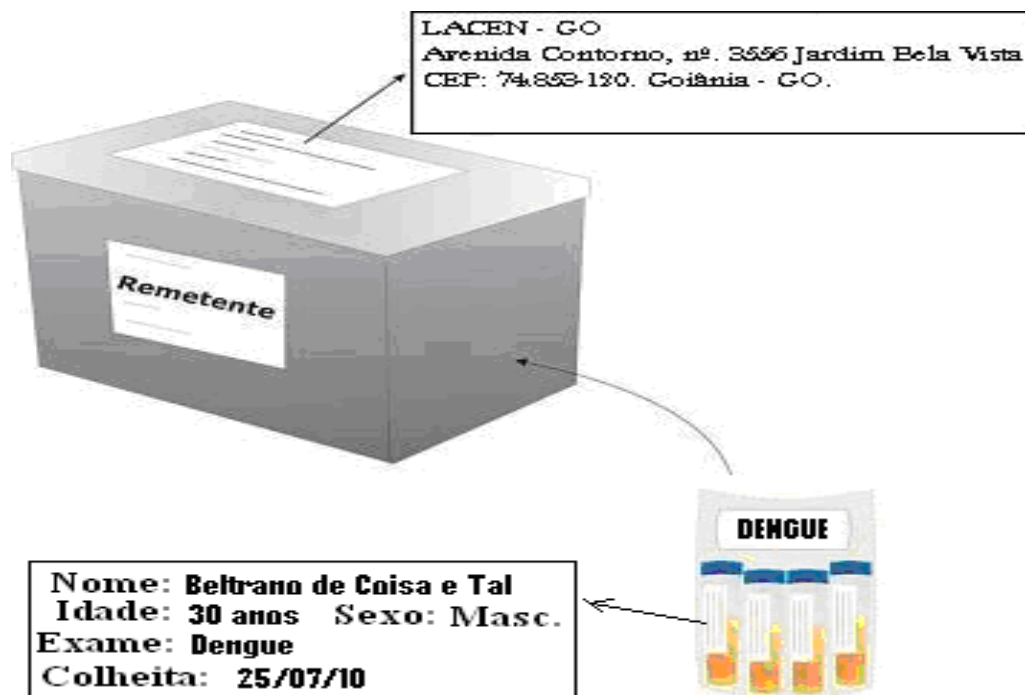 LACEN - GO
Avenida Contorno, nº. 3556 Jardim Bela Vista
CEP: 74.853-120. Goiânia - GO.
Remetente
DENGUE
Nome: Beltrano de Coisa e Tal
Idade: 30 anos Sexo: Masc.
Exame: Dengue
Colheita: 25/07/10